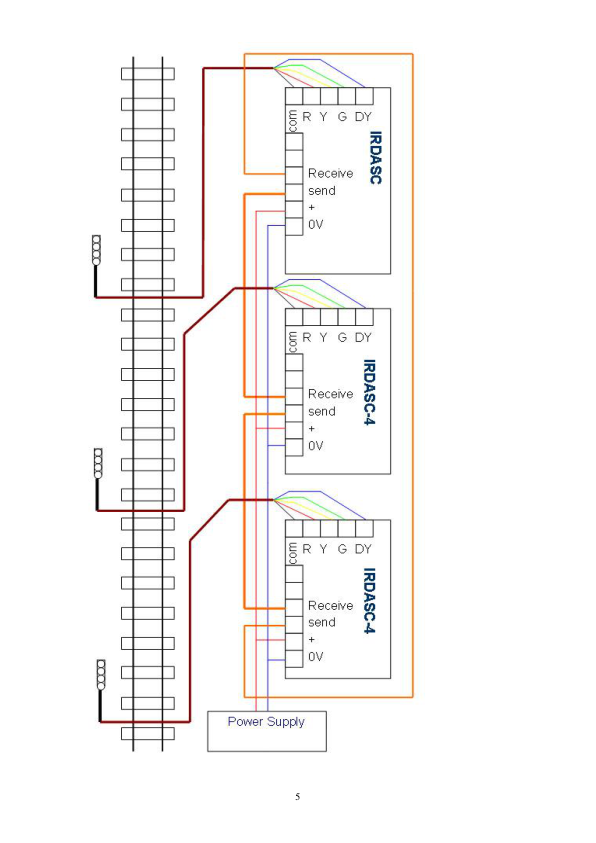 com
R Y G DY
IRDASC
Receive
send
+
0V
com
R Y G DY
IRDASC-4
Receive
send
+
0V
com
R Y G DY
IRDASC-4
Receive
send
+
0V
Power Supply
5